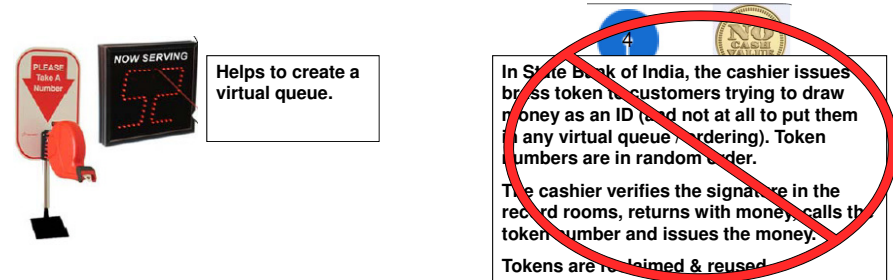 PLEASE
Take A
Number
NOW SERVING
52
Helps to create a
virtual queue.
4
NO
CASH
VALUE
In State Bank of India, the cashier issues
brass token to customers trying to draw
money as an ID (and not at all to put them
in any virtual queue / ordering). Token
numbers are in random order.
The cashier verifies the signature in the
record rooms, returns with money, calls the
token number and issues the money.
Tokens are reclaimed & reused